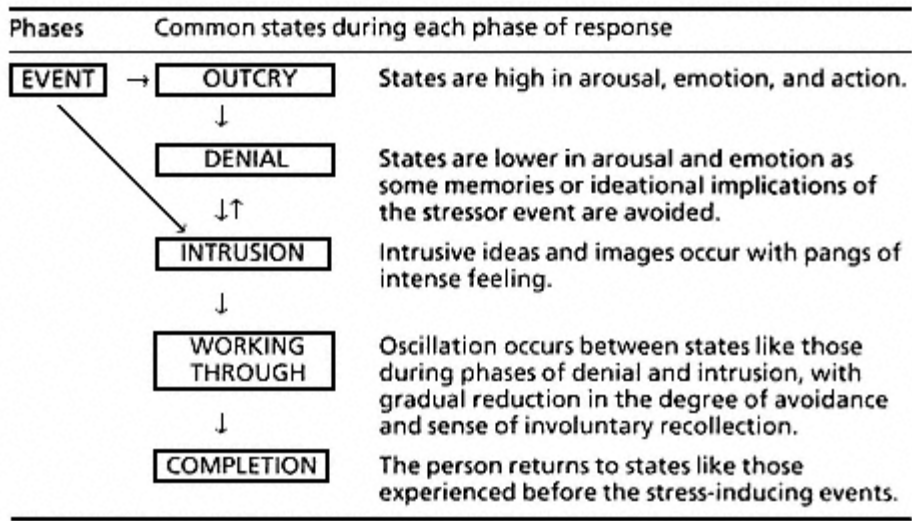 Phases Common states during each phase of response
EVENT → OUTCRY States are high in arousal, emotion, and action.
↓
DENIAL States are lower in arousal and emotion as
some memories or ideational implications of
↓↑ the stressor event are avoided.
INTRUSION Intrusive ideas and images occur with pangs of
intense feeling.
↓
WORKING Oscillation occurs between states like those
THROUGH during phases of denial and intrusion, with
gradual reduction in the degree of avoidance
↓ and sense of involuntary recollection.
COMPLETION The person returns to states like those
experienced before the stress-inducing events.